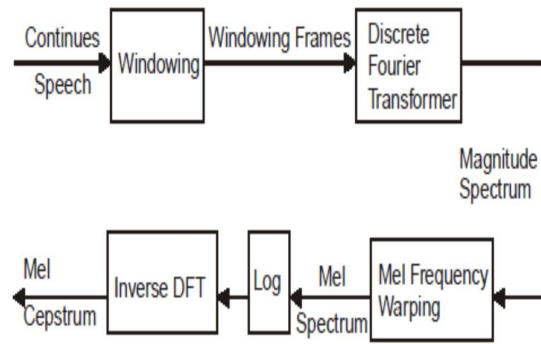 Continues
Speech
Windowing
Windowing Frames
Discrete
Fourier
Transformer
Magnitude
Spectrum
Mel Frequency
Warping
Mel
Spectrum
Log
Inverse DFT
Mel
Cepstrum